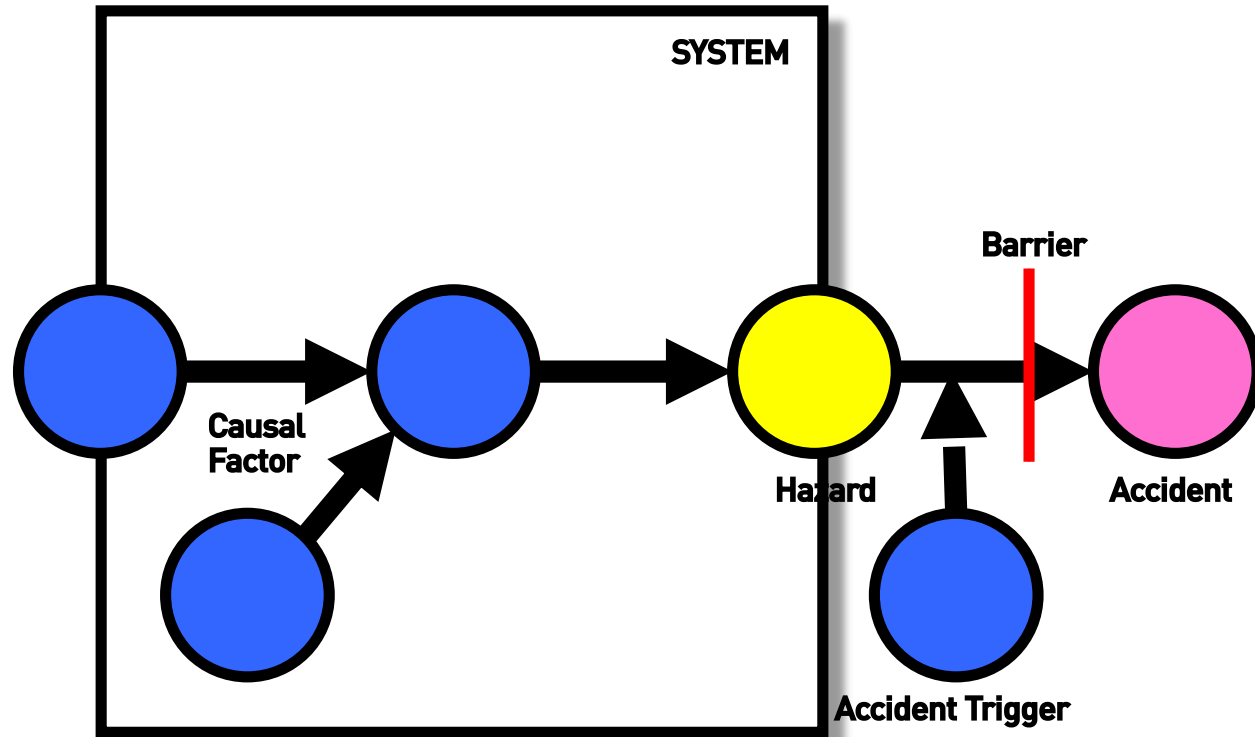 SYSTEM
Barrier
Causal
Factor
Hazard
Accident
Accident Trigger